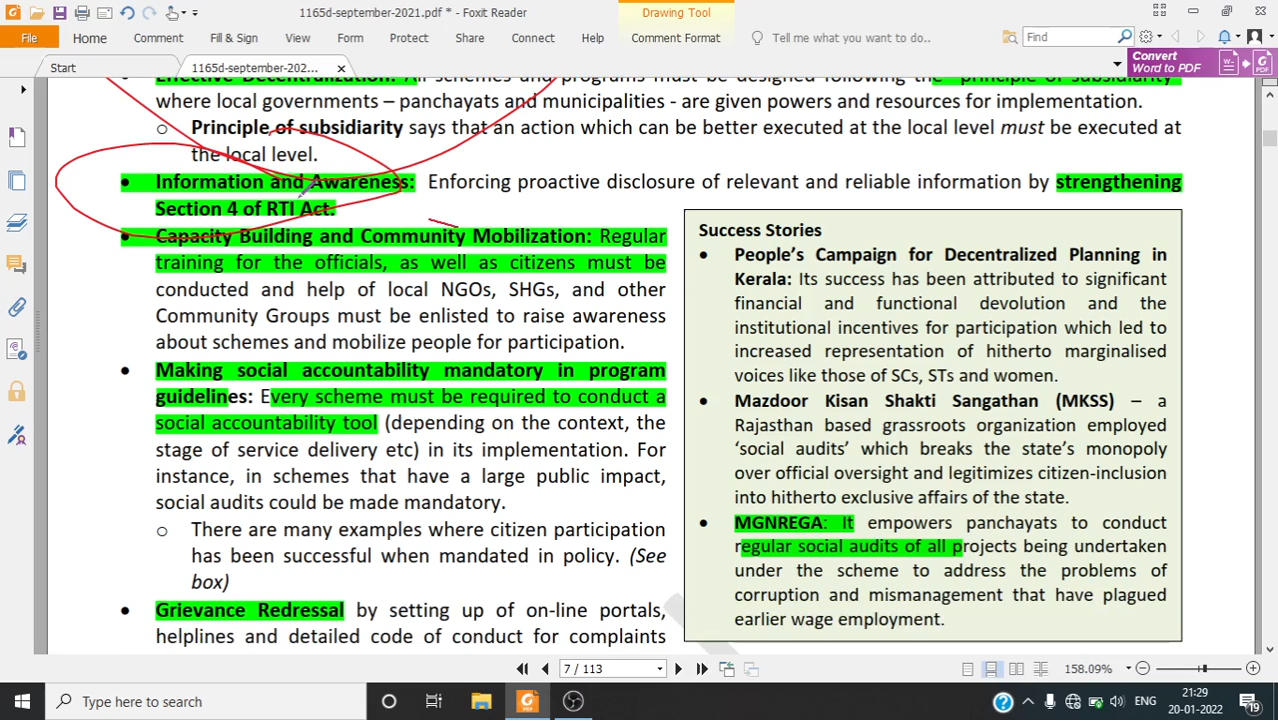 1165d-september-2021.pdf * - Foxit Reader
Drawing Tool
File
Home
Comment
Fill & Sign
View
Form
Protect
Share
Connect
Help
Comment Format
Tell me what you want to do..
Find
Start
1165d-september-202...
Convert
Word to PDF
• Effective Decentralization: All schemes and programs must be designed following the 'principle of subsidiarity'
where local governments – panchayats and municipalities - are given powers and resources for implementation.
o Principle of subsidiarity says that an action which can be better executed at the local level must be executed at
the local level.
• Information and Awareness: Enforcing proactive disclosure of relevant and reliable information by strengthening
Section 4 of RTI Act.
• Capacity Building and Community Mobilization: Regular
training for the officials, as well as citizens must be
conducted and help of local NGOs, SHGs, and other
Community Groups must be enlisted to raise awareness
about schemes and mobilize people for participation.
• Making social accountability mandatory in program
guidelines: Every scheme must be required to conduct a
social accountability tool (depending on the context, the
stage of service delivery etc) in its implementation. For
instance, in schemes that have a large public impact,
social audits could be made mandatory.
o There are many examples where citizen participation
has been successful when mandated in policy. (See
box)
• Grievance Redressal by setting up of on-line portals,
helplines and detailed code of conduct for complaints
Success Stories
• People's Campaign for Decentralized Planning in
Kerala: Its success has been attributed to significant
financial and functional devolution and the
institutional incentives for participation which led to
increased representation of hitherto marginalised
voices like those of SCs, STs and women.
• Mazdoor Kisan Shakti Sangathan (MKSS) – a
Rajasthan based grassroots organization employed
'social audits' which breaks the state's monopoly
over official oversight and legitimizes citizen-inclusion
into hitherto exclusive affairs of the state.
• MGNREGA: It empowers panchayats to conduct
regular social audits of all projects being undertaken
under the scheme to address the problems of
corruption and mismanagement that have plagued
earlier wage employment.
7 / 113
158.09%
Type here to search
ENG
21:29
20-01-2022
19